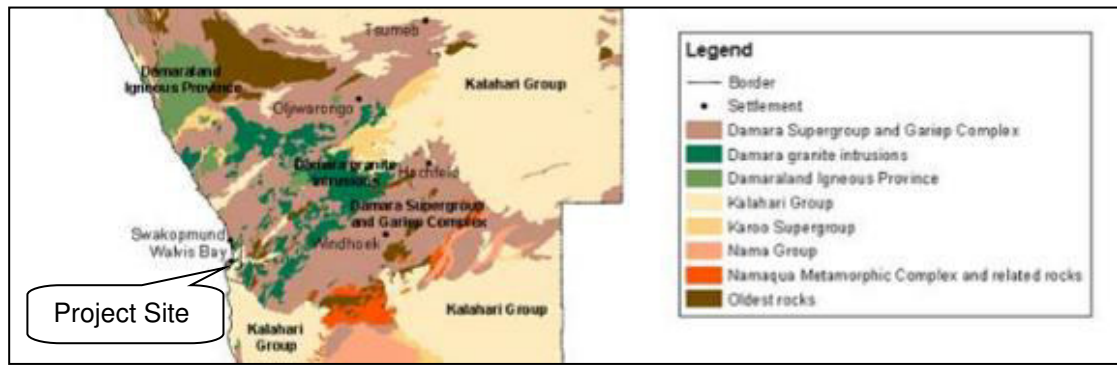 Tsumeb
Damaraland
Igneous Province
Kalahari Group
Otjiwarongo
Damara granite
intrusions
Hochfeld
Damara Supergroup
and Gariep Complex
Swakopmund
Windhoek
Walvis Bay
Project Site
Kalahari
Group
Kalahari Group
Legend
Border
Settlement
Damara Supergroup and Gariep Complex
Damara granite intrusions
Damaraland Igneous Province
Kalahari Group
Karoo Supergroup
Nama Group
Namaqua Metamorphic Complex and related rocks
Oldest rocks